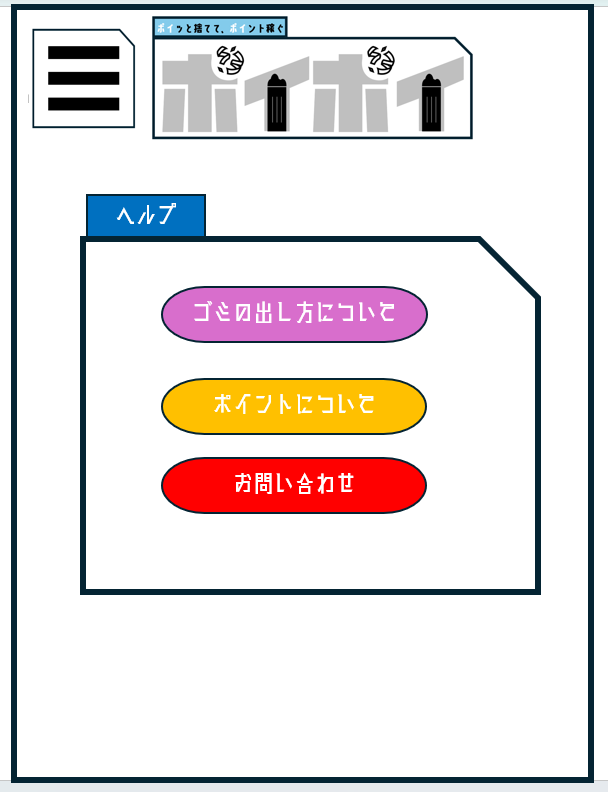 ポイっと捨てて、ポイント稼ぐ
ポイポイ
ヘルプ
ゴミの出し方について
ポイントについて
お問い合わせ